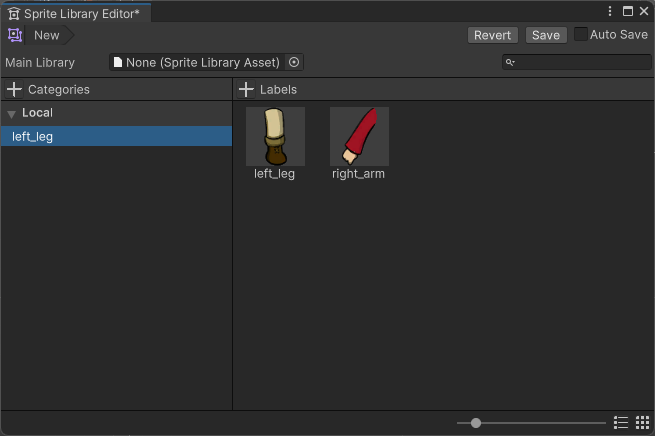 Sprite Library Editor*
New
Revert
Save
Auto Save
Main Library
None (Sprite Library Asset)
Categories
Labels
Local
left_leg
left_leg
right_arm